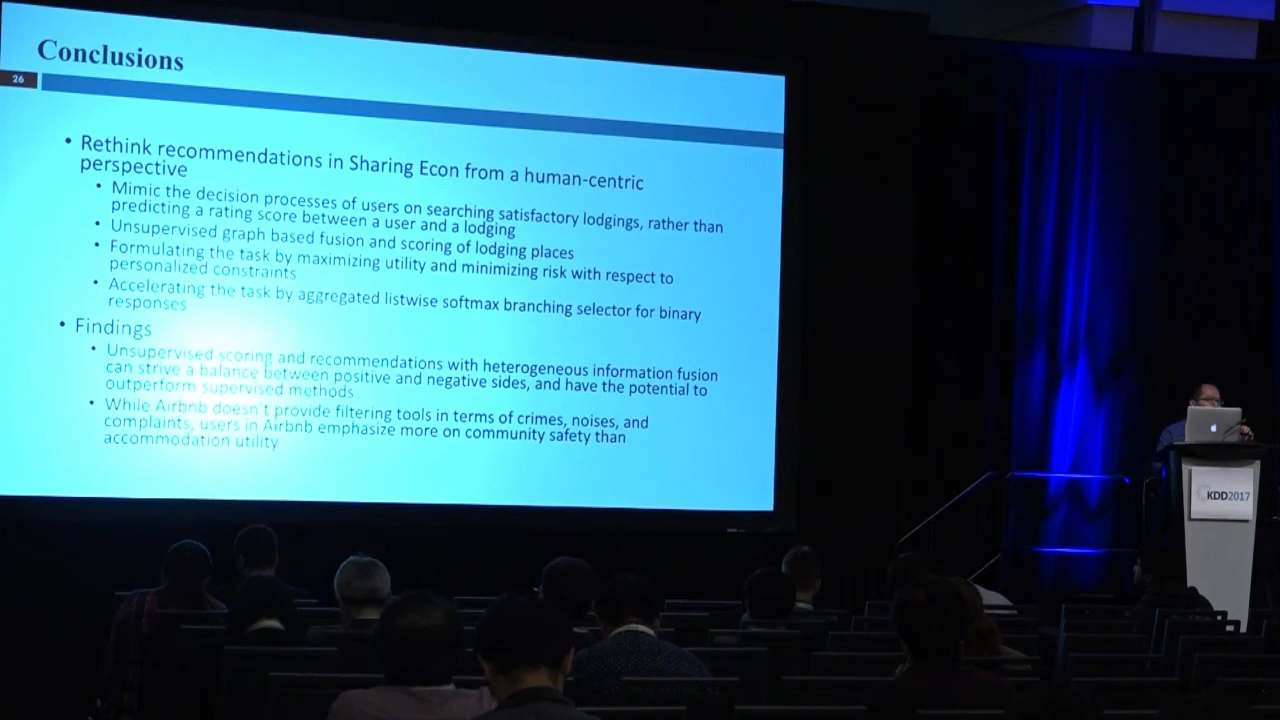 Conclusions
26
• Rethink recommendations in Sharing Econ from a human-centric
perspective
• Mimic the decision processes of users on searching satisfactory lodgings, rather than
predicting a rating score between a user and a lodging
• Unsupervised graph based fusion and scoring of lodging places
• Formulating the task by maximizing utility and minimizing risk with respect to
personalized constraints
• Accelerating the task by aggregated listwise softmax branching selector for binary
responses
• Findings
• Unsupervised scoring and recommendations with heterogeneous information fusion
can strive a balance between positive and negative sides, and have the potential to
outperform supervised methods
• While Airbnb doesn't provide filtering tools in terms of crimes, noises, and
complaints, users in Airbnb emphasize more on community safety than
accommodation utility
KDD2017